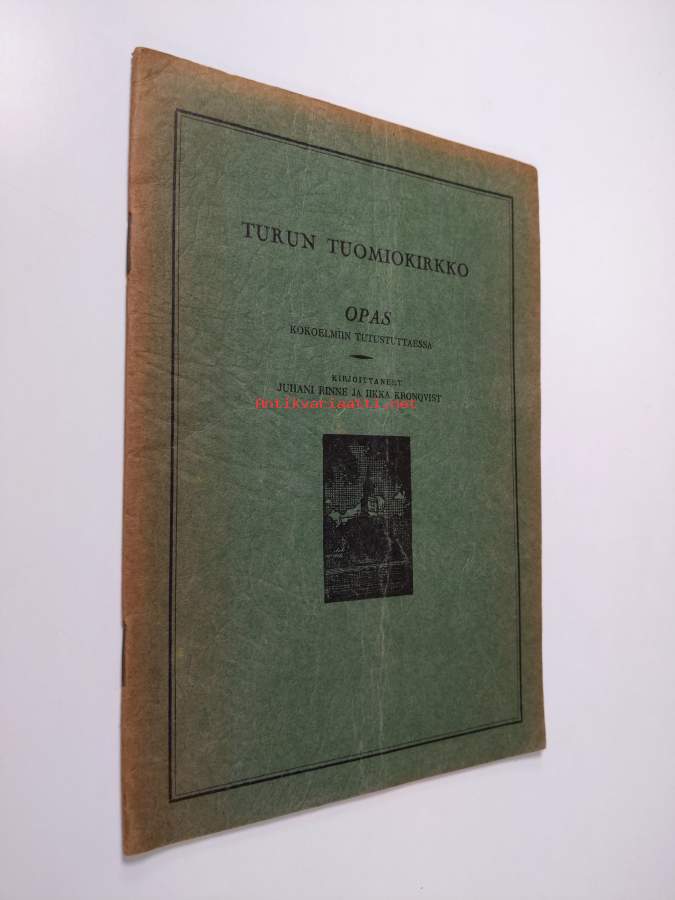 TURUN TUOMIOKIRKKO
OPAS
KOKOELMIIN TUTUSTUTTAESSA
KIRJOITTANEET
JUHANI RINNE JA IIKKA KRONQVIST
Antikvariaatti.net